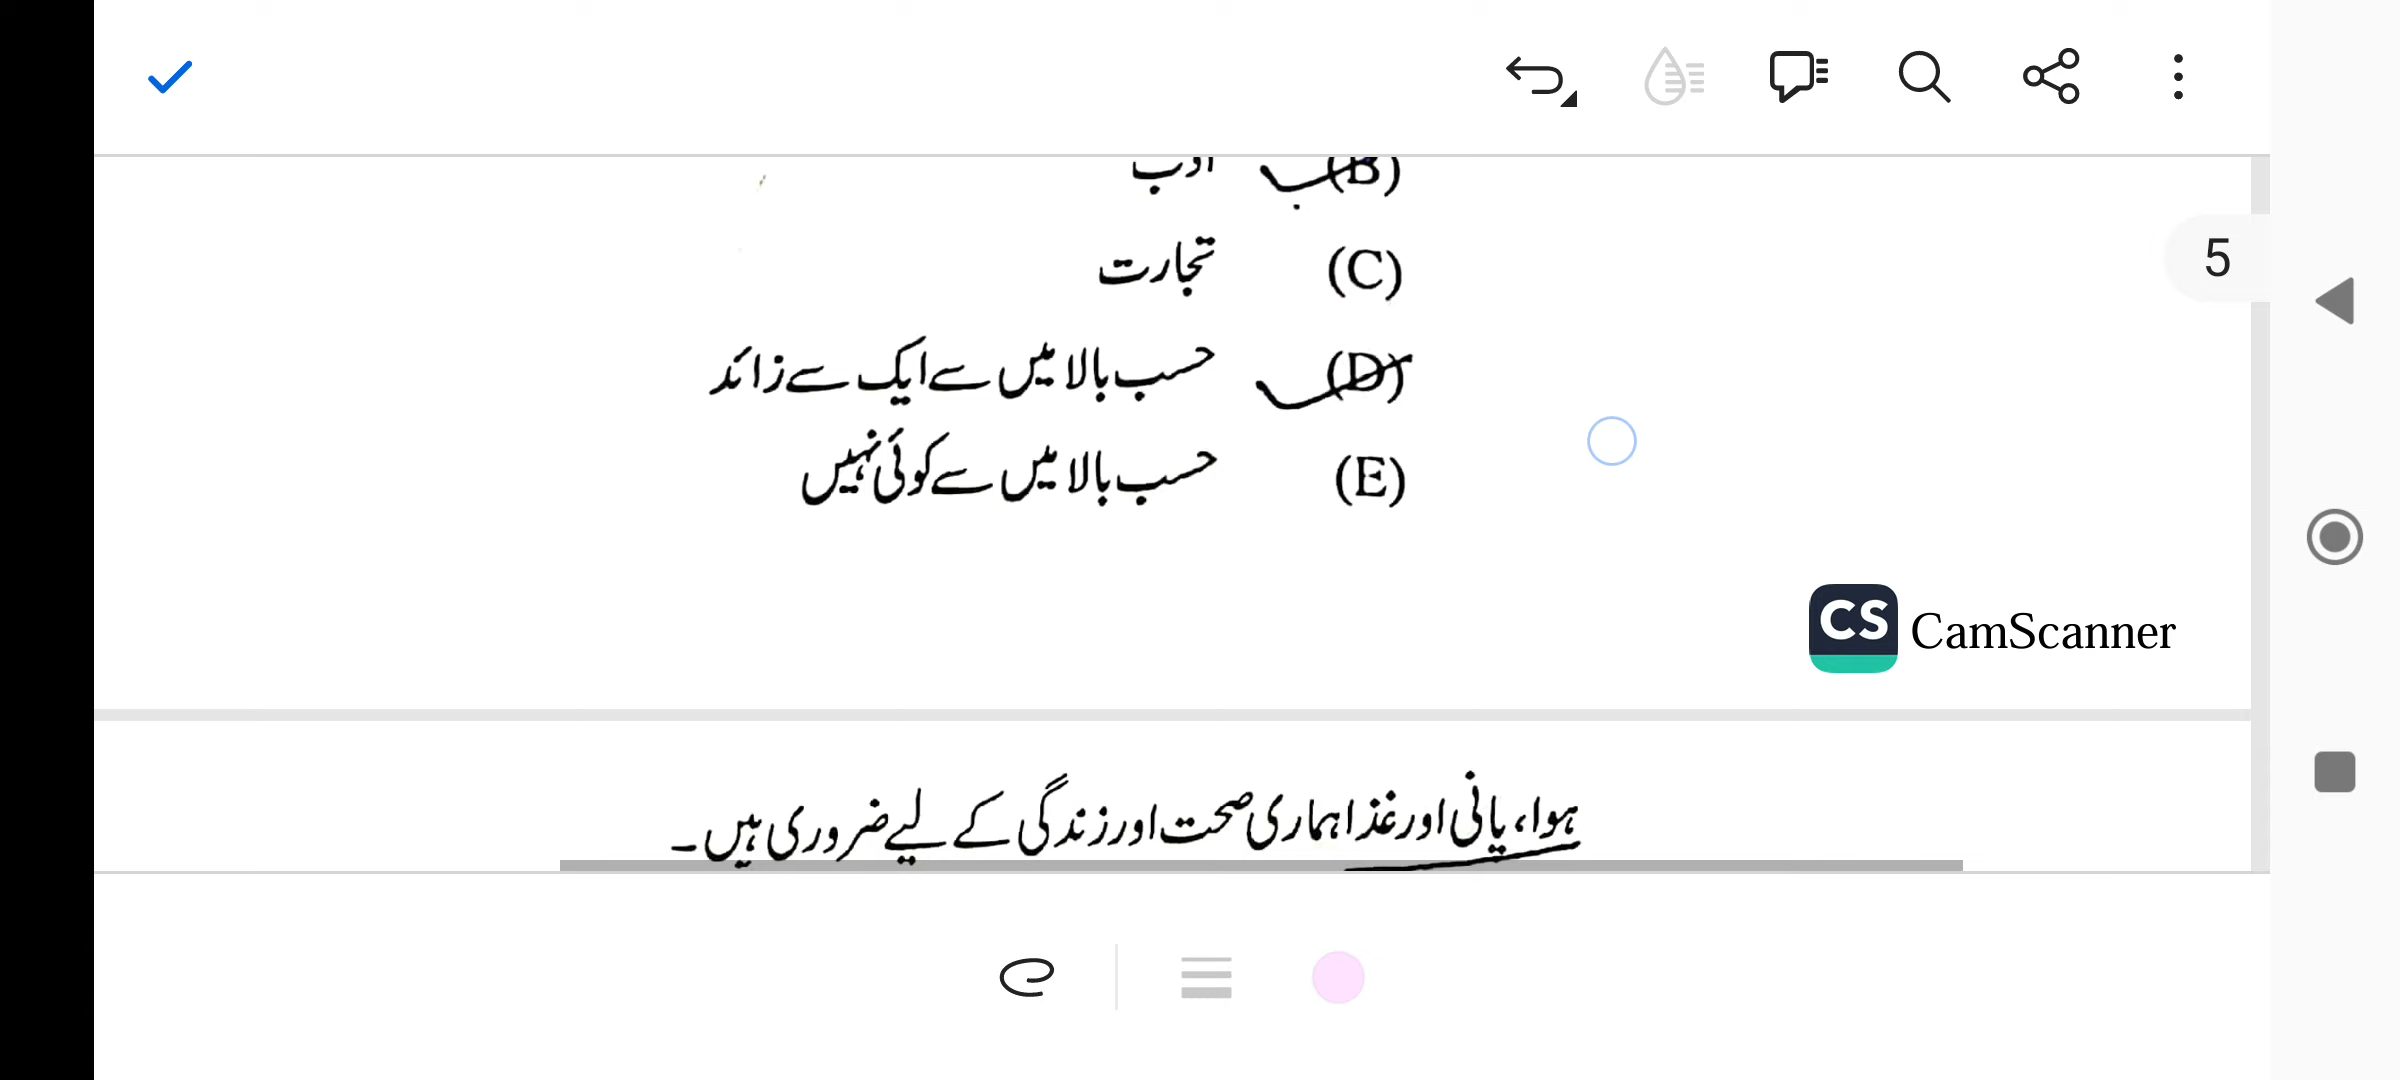 5
(B) ادب
(C) تجارت
(D) حسب بالا میں سے ایک سے زائد
(E) حسب بالا میں سے کوئی نہیں
CS CamScanner
ہوا، پانی اور غذا ہماری صحت اور زندگی کے لیے ضروری ہیں۔